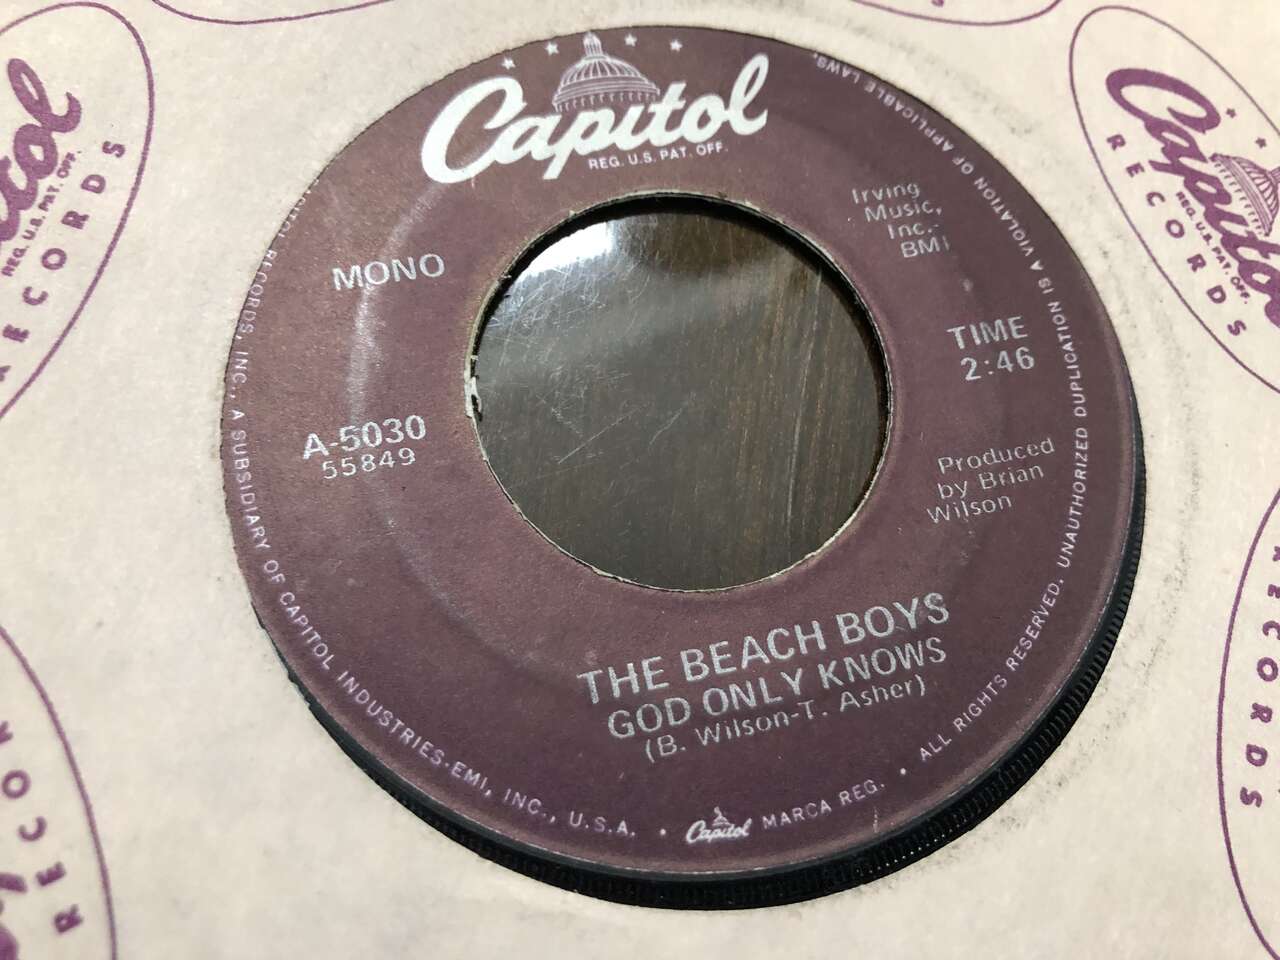 Capitol
REG. U.S. PAT. OFF.
MONO
Irving
Music,
Inc.-
BMI
TIME
2:46
A-5030
55849
Produced
by Brian
Wilson
THE BEACH BOYS
GOD ONLY KNOWS
(B. Wilson-T. Asher)
RECORDS, INC., A SUBSIDIARY OF CAPITOL INDUSTRIES-EMI, INC., U.S.A. • Capitol MARCA REG. • ALL RIGHTS RESERVED. UNAUTHORIZED DUPLICATION IS A VIOLATION OF APPLICABLE LAWS.
REG. U.S. PAT. OFF.
RECORDS
Capitol
REG. U.S. PAT. OFF.
RECORDS
RECOR
RECORDS